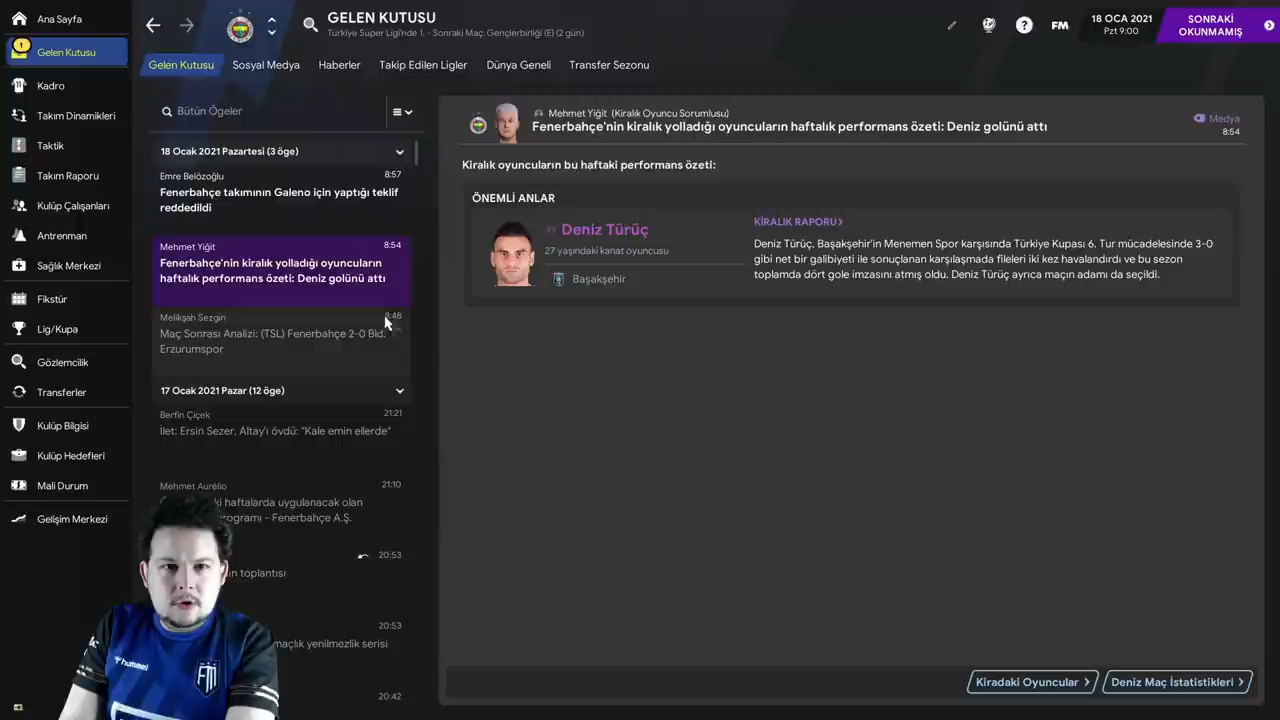 Ana Sayfa
1
Gelen Kutusu
Kadro
Takım Dinamikleri
Taktik
Takım Raporu
Kulüp Çalışanları
Antrenman
Sağlık Merkezi
Fikstür
Lig/Kupa
Gözlemcilik
Transferler
Kulüp Bilgisi
Kulüp Hedefleri
Mali Durum
Gelişim Merkezi
GELEN KUTUSU
Türkiye Süper Ligi'nde 1. - Sonraki Maç: Gençlerbirliği (E) (2 gün)
FM
18 OCA 2021
Pzt 9:00
SONRAKİ
OKUNMAMIŞ
Gelen Kutusu
Sosyal Medya
Haberler
Takip Edilen Ligler
Dünya Geneli
Transfer Sezonu
Bütün Ögeler
18 Ocak 2021 Pazartesi (3 öge)
Emre Belözoğlu 8:57
Fenerbahçe takımının Galeno için yaptığı teklif
reddedildi
Mehmet Yiğit 8:54
Fenerbahçe'nin kiralık yolladığı oyuncuların
haftalık performans özeti: Deniz golünü attı
Melikşah Sezgin 8:48
Maç Sonrası Analizi: (TSL) Fenerbahçe 2-0 Bld.
Erzurumspor
17 Ocak 2021 Pazar (12 öge)
Berfin Çiçek 21:21
İlet: Ersin Sezer, Altay'ı övdü: "Kale emin ellerde"
Mehmet Aurélio 21:10
ki haftalarda uygulanacak olan
programı - Fenerbahçe A.Ş.
20:53
toplantısı
20:53
maçlık yenilmezlik serisi
20:42
hummel
FM
Mehmet Yiğit (Kiralık Oyuncu Sorumlusu)
Fenerbahçe'nin kiralık yolladığı oyuncuların haftalık performans özeti: Deniz golünü attı
Medya
8:54
Kiralık oyuncuların bu haftaki performans özeti:
ÖNEMLİ ANLAR
Deniz Türüç
27 yaşındaki kanat oyuncusu
Başakşehir
KİRALIK RAPORU>
Deniz Türüç, Başakşehir'in Menemen Spor karşısında Türkiye Kupası 6. Tur mücadelesinde 3-0
gibi net bir galibiyeti ile sonuçlanan karşılaşmada fileleri iki kez havalandırdı ve bu sezon
toplamda dört gole imzasını atmış oldu. Deniz Türüç ayrıca maçın adamı da seçildi.
Kiradaki Oyuncular >
Deniz Maç İstatistikleri >